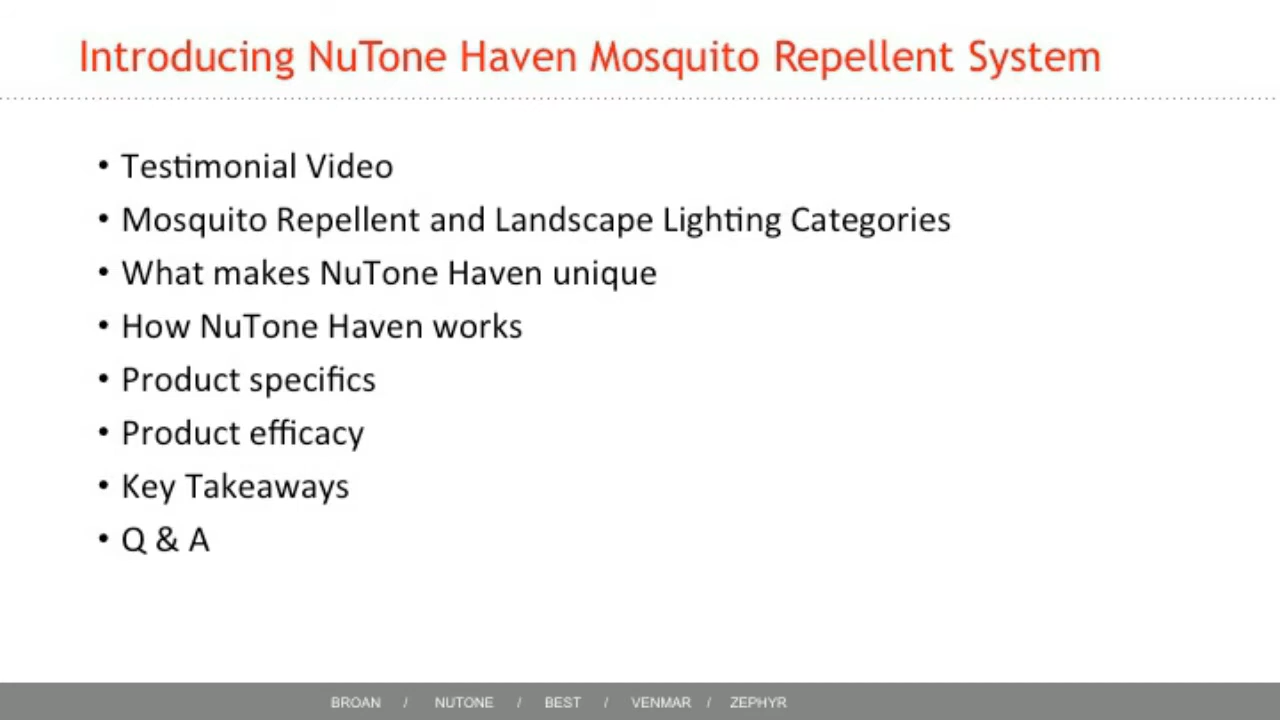 Introducing NuTone Haven Mosquito Repellent System
• Testimonial Video
• Mosquito Repellent and Landscape Lighting Categories
• What makes NuTone Haven unique
• How NuTone Haven works
• Product specifics
• Product efficacy
• Key Takeaways
• Q & A
BROAN / NUTONE / BEST / VENMAR / ZEPHYR